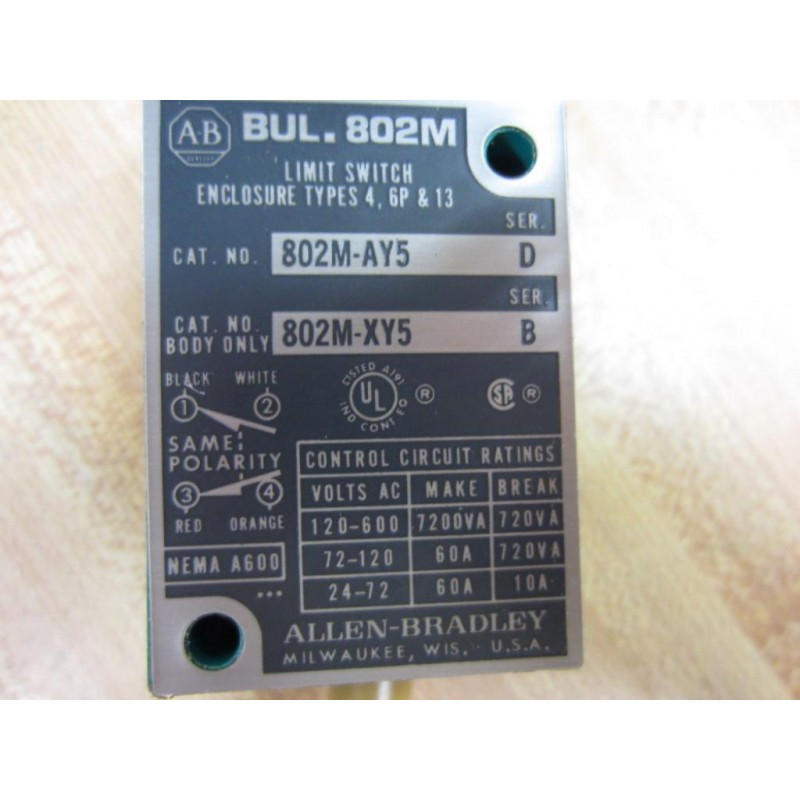 A-B
QUALITY
BUL. 802M
LIMIT SWITCH
ENCLOSURE TYPES 4, 6P & 13
SER.
CAT. NO. 802M-AY5 D
SER.
CAT. NO.
BODY ONLY 802M-XY5 B
BLACK WHITE
1 2
SAME
POLARITY
3 4
RED ORANGE
NEMA A600
LISTED A191
UL ®
IND CONT EQ
SA ®
CONTROL CIRCUIT RATINGS
VOLTS AC MAKE BREAK
120-600 7200VA 720VA
72-120 60A 720VA
24-72 60A 10A
ALLEN-BRADLEY
MILWAUKEE, WIS. U.S.A.